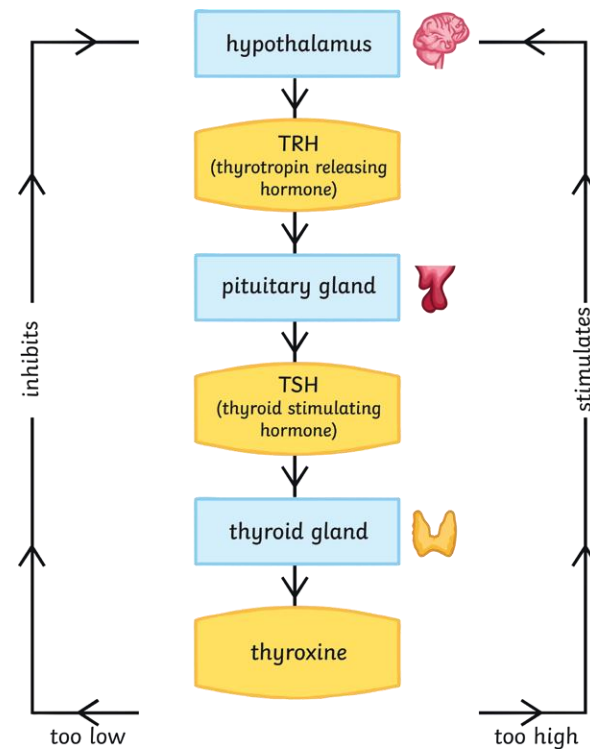 hypothalamus
TRH
(thyrotropin releasing
hormone)
pituitary gland
inhibits
stimulates
TSH
(thyroid stimulating
hormone)
thyroid gland
thyroxine
too low
too high